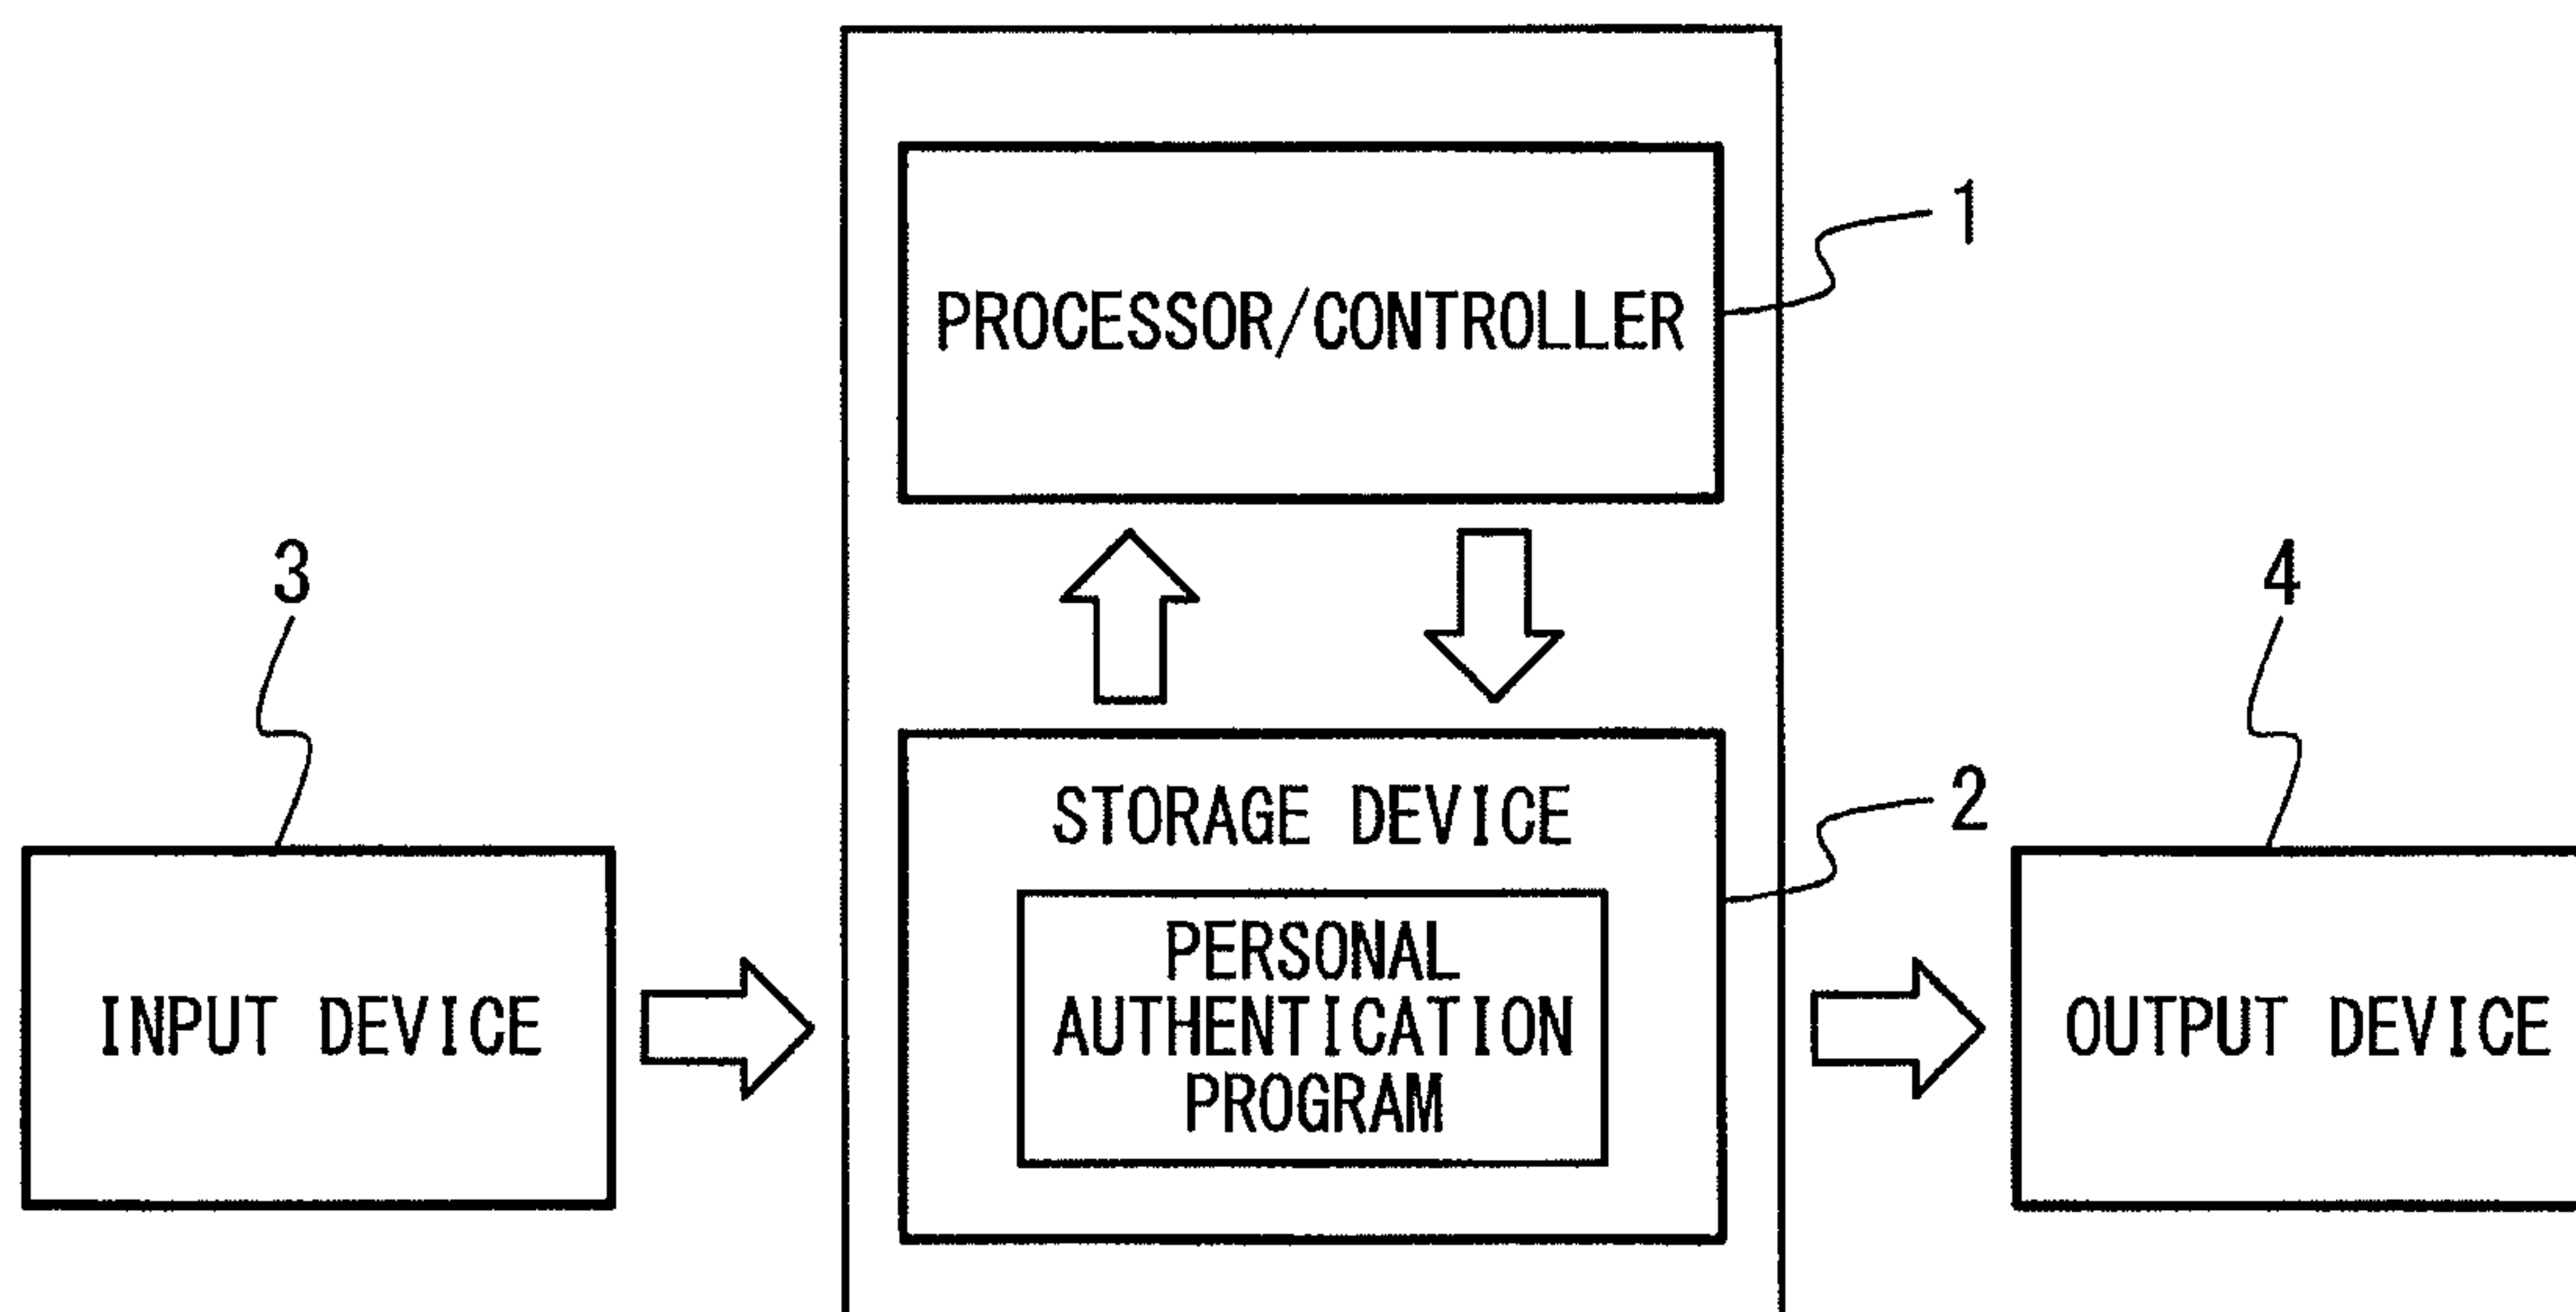 PROCESSOR/CONTROLLER
1
3
4
STORAGE DEVICE
2
PERSONAL
AUTHENTICATION
PROGRAM
INPUT DEVICE
OUTPUT DEVICE